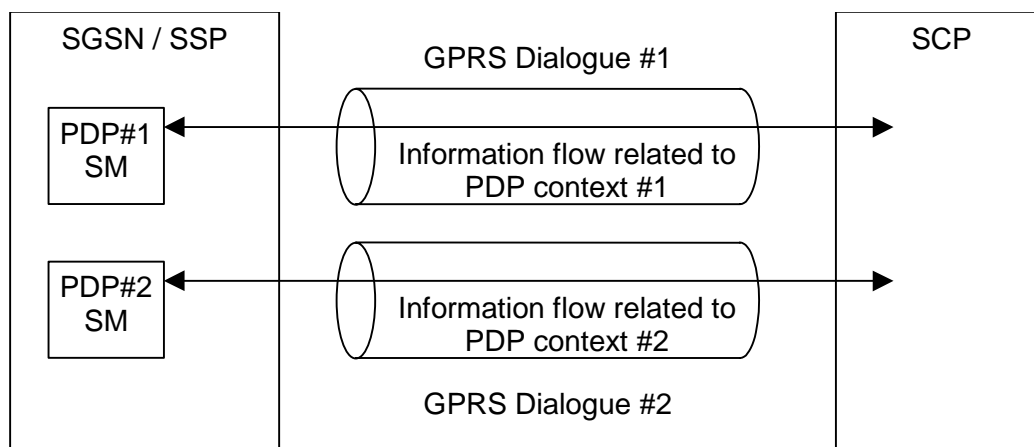 SGSN / SSP
SCP
GPRS Dialogue #1
PDP#1
SM
Information flow related to
PDP context #1
PDP#2
SM
Information flow related to
PDP context #2
GPRS Dialogue #2